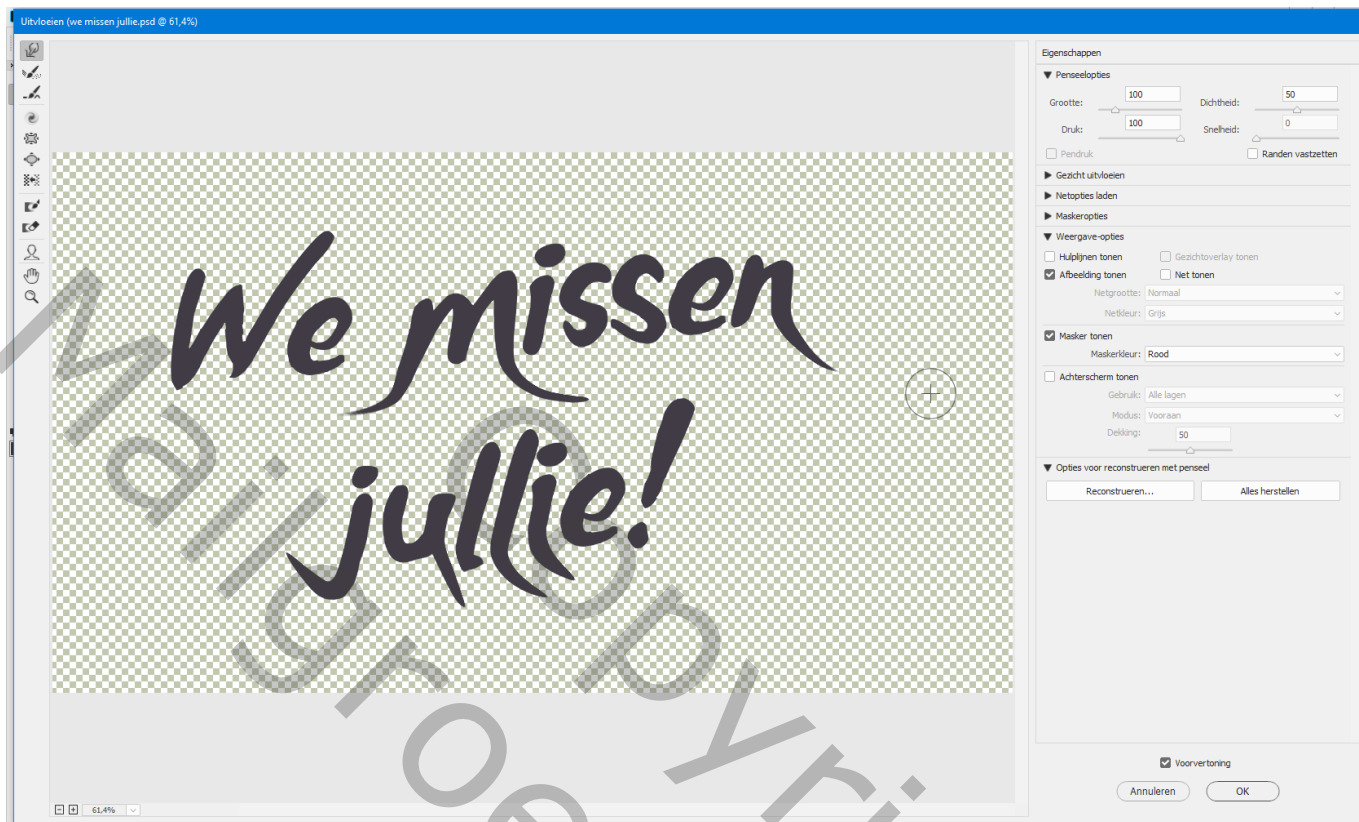 Uitvloeien (we missen jullie.psd @ 61,4%)
Eigenschappen
Penseelopties
Grootte: 100 Dichtheid: 50
Druk: 100 Snelheid: 0
Pendruk Randen vastzetten
Gezicht uitvloeien
Netopties laden
Maskeropties
Weergave-opties
Hulplijnen tonen Gezichtoverlay tonen
Afbeelding tonen Net tonen
Netgrootte: Normaal
Netkleur: Grijs
Masker tonen
Maskerkleur: Rood
Achterscherm tonen
Gebruik: Alle lagen
Modus: Vooraan
Dekking: 50
Opties voor reconstrueren met penseel
Reconstrueren... Alles herstellen
Voorvertoning
Annuleren OK
We missen
jullie!
61,4%